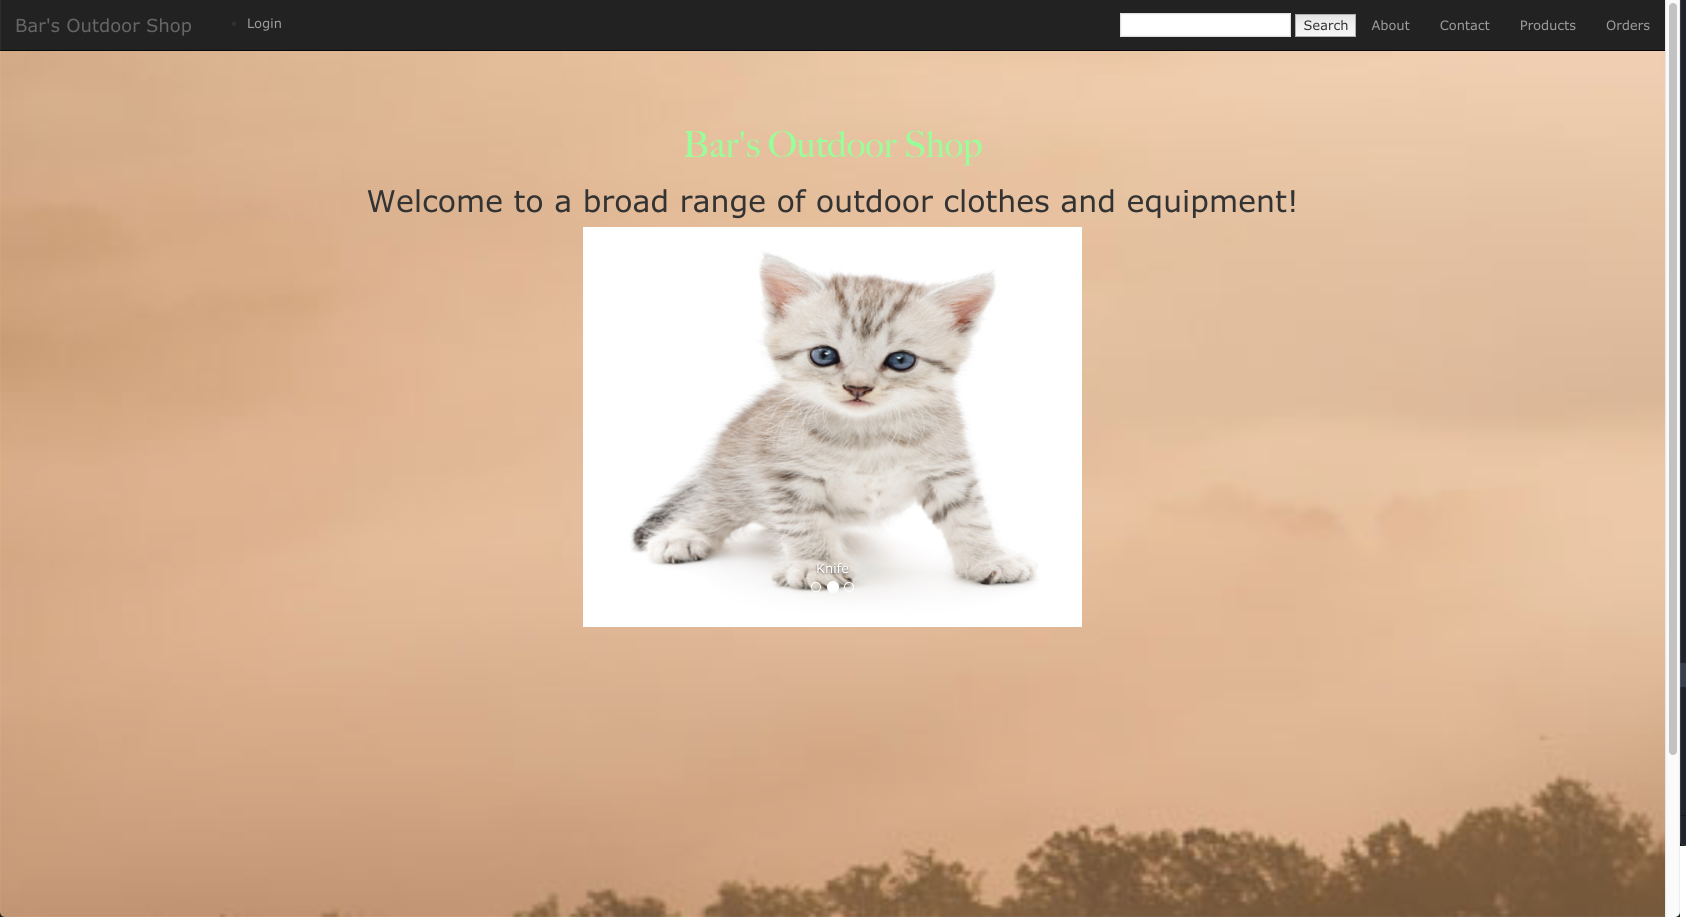 Bar's Outdoor Shop
Login
Search
About
Contact
Products
Orders
Bar's Outdoor Shop
Welcome to a broad range of outdoor clothes and equipment!
Knife